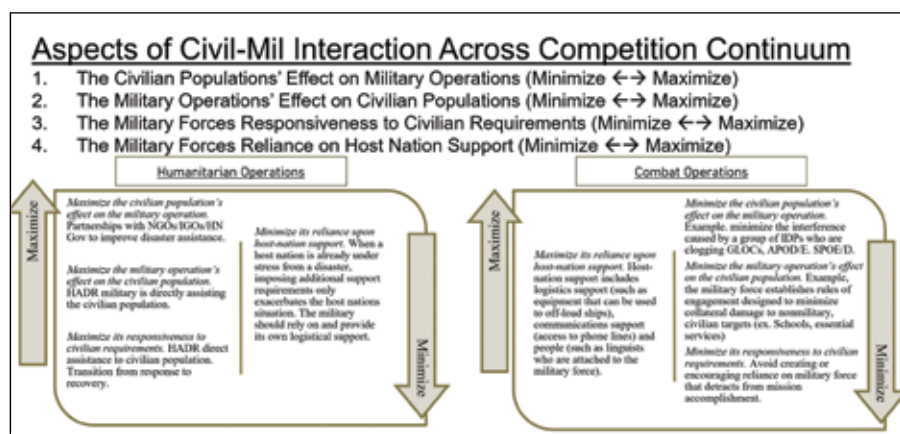 Aspects of Civil-Mil Interaction Across Competition Continuum
1. The Civilian Populations' Effect on Military Operations (Minimize ←→ Maximize)
2. The Military Operations' Effect on Civilian Populations (Minimize ←→ Maximize)
3. The Military Forces Responsiveness to Civilian Requirements (Minimize ←→ Maximize)
4. The Military Forces Reliance on Host Nation Support (Minimize ←→ Maximize)
Humanitarian Operations
Maximize
Maximize the civilian population's
effect on the military operation.
Partnerships with NGOs/IGOs/HN
Gov to improve disaster assistance.
Maximize the military operation's
effect on the civilian population.
HADR military is directly assisting
the civilian population.
Maximize its responsiveness to
civilian requirements. HADR direct
assistance to civilian population.
Transition from response to
recovery.
Minimize its reliance upon
host-nation support. When a
host nation is already under
stress from a disaster,
imposing additional support
requirements only
exacerbates the host nations
situation. The military
should rely on and provide
its own logistical support.
Minimize
Combat Operations
Maximize
Maximize its reliance upon
host-nation support. Host-
nation support includes
logistics support (such as
equipment that can be used
to off-load ships),
communications support
(access to phone lines) and
people (such as linguists
who are attached to the
military force).
Minimize the civilian population's
effect on the military operation.
Example. minimize the interference
caused by a group of IDPs who are
clogging GLOCs, APOD/E. SPOE/D.
Minimize the military operation's effect
on the civilian population. Example,
the military force establishes rules of
engagement designed to minimize
collateral damage to nonmilitary,
civilian targets (ex. Schools, essential
services)
Minimize its responsiveness to civilian
requirements. Avoid creating or
encouraging reliance on military force
that detracts from mission
accomplishment.
Minimize